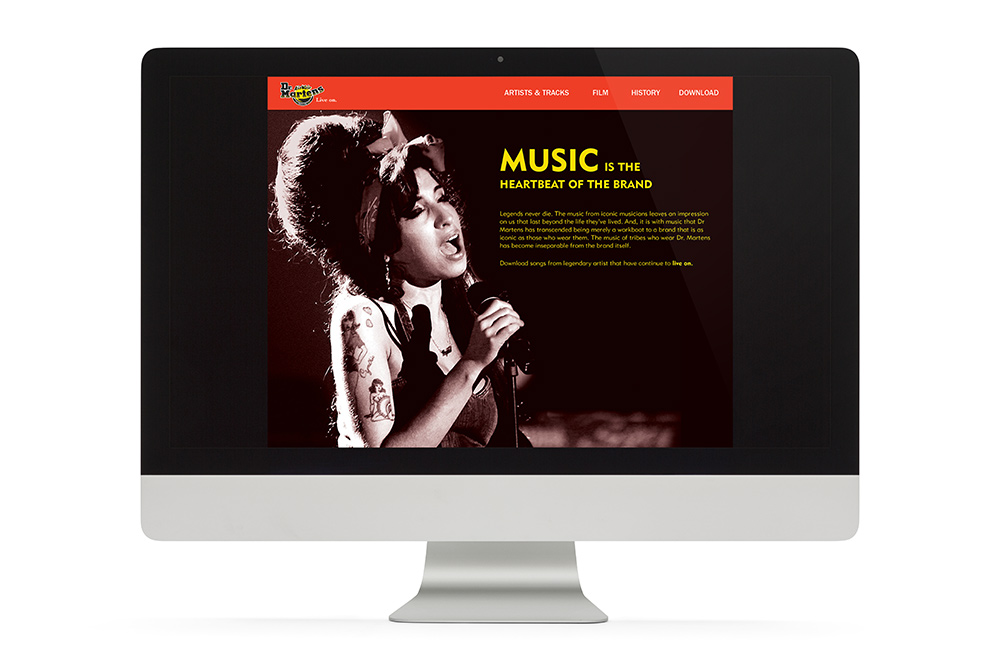 Dr. AirWair
Martens
Live on.
ARTISTS & TRACKS FILM HISTORY DOWNLOAD
MUSIC IS THE
HEARTBEAT OF THE BRAND
Legends never die. The music from iconic musicians leaves an impression
on us that last beyond the life they've lived. And, it is with music that Dr
Martens has transcended being merely a workboot to a brand that is as
iconic as those who wear them. The music of tribes who wear Dr. Martens
has become inseparable from the brand itself.
Download songs from legendary artist that have continue to live on.